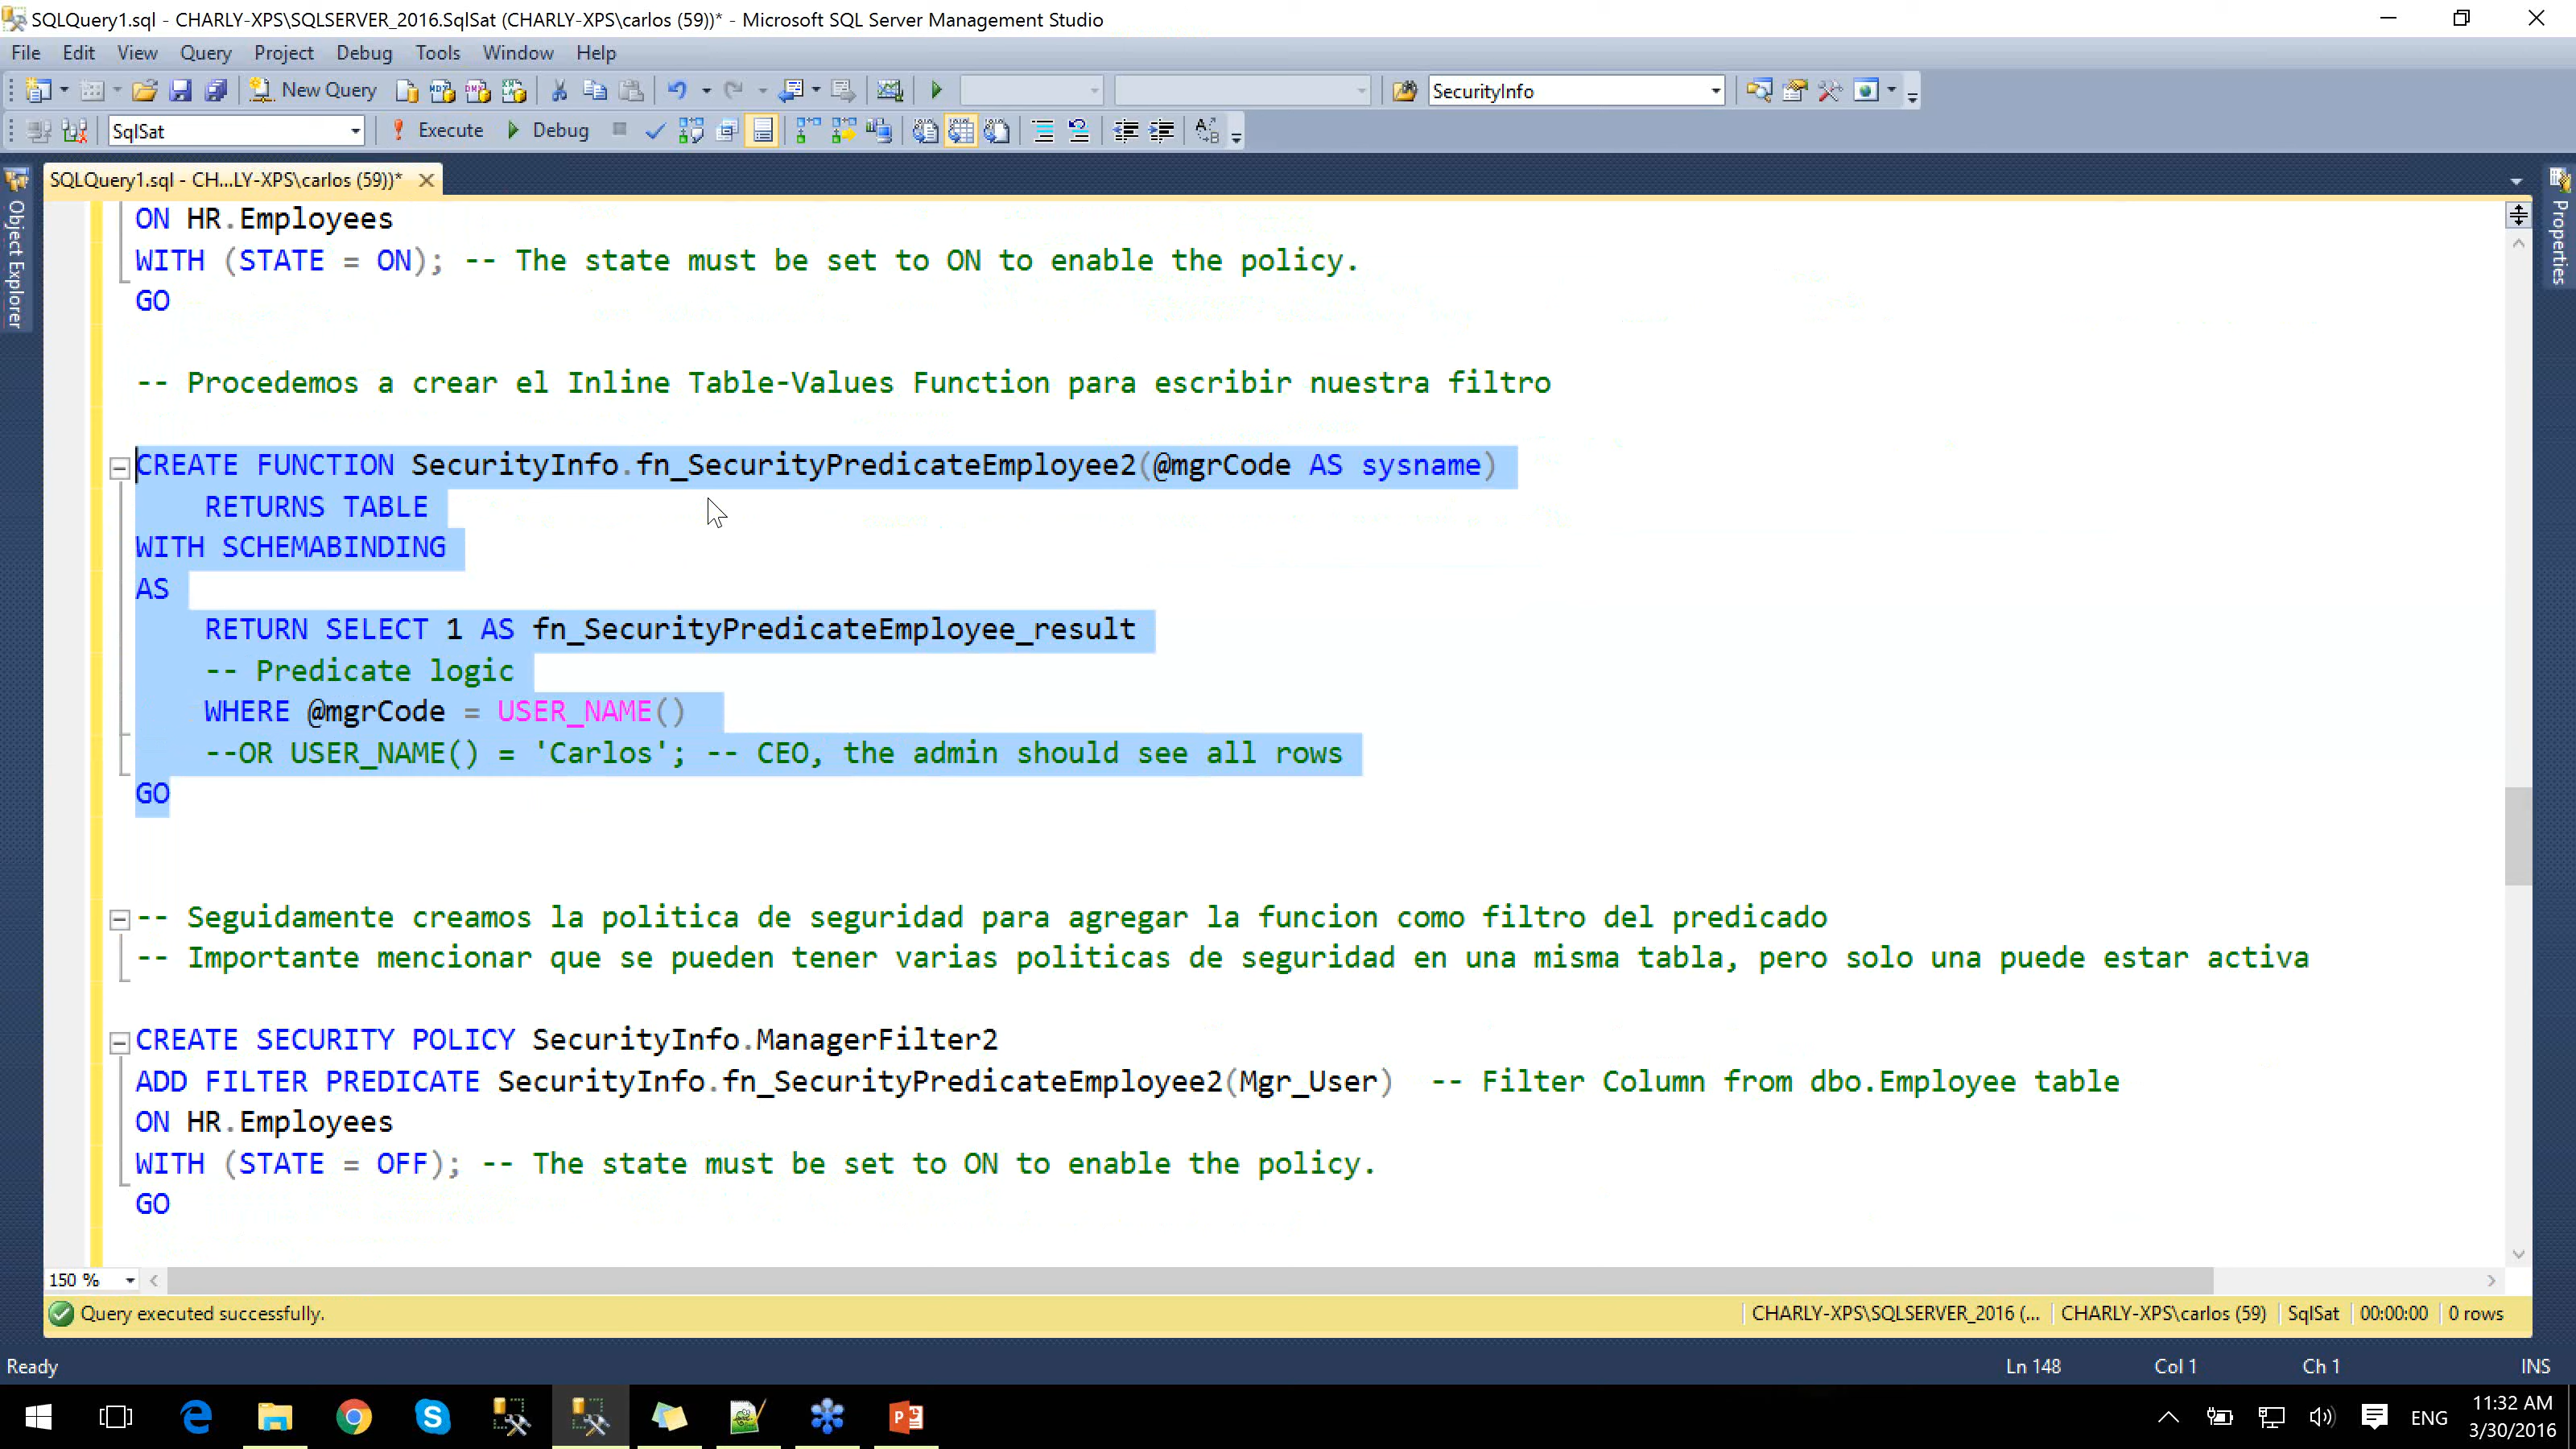 SQLQuery1.sql - CHARLY-XPS\SQLSERVER_2016.SqlSat (CHARLY-XPS\carlos (59))* - Microsoft SQL Server Management Studio
File Edit View Query Project Debug Tools Window Help
New Query SecurityInfo
SqlSat Execute Debug
SQLQuery1.sql - CH...LY-XPS\carlos (59))*
Object Explorer
Properties
ON HR.Employees
WITH (STATE = ON); -- The state must be set to ON to enable the policy.
GO
-- Procedemos a crear el Inline Table-Values Function para escribir nuestra filtro
CREATE FUNCTION SecurityInfo.fn_SecurityPredicateEmployee2(@mgrCode AS sysname)
RETURNS TABLE
WITH SCHEMABINDING
AS
RETURN SELECT 1 AS fn_SecurityPredicateEmployee_result
-- Predicate logic
WHERE @mgrCode = USER_NAME()
--OR USER_NAME() = 'Carlos'; -- CEO, the admin should see all rows
GO
-- Seguidamente creamos la politica de seguridad para agregar la funcion como filtro del predicado
-- Importante mencionar que se pueden tener varias politicas de seguridad en una misma tabla, pero solo una puede estar activa
CREATE SECURITY POLICY SecurityInfo.ManagerFilter2
ADD FILTER PREDICATE SecurityInfo.fn_SecurityPredicateEmployee2(Mgr_User) -- Filter Column from dbo.Employee table
ON HR.Employees
WITH (STATE = OFF); -- The state must be set to ON to enable the policy.
GO
150 %
Query executed successfully. CHARLY-XPS\SQLSERVER_2016 (... CHARLY-XPS\carlos (59) SqlSat 00:00:00 0 rows
Ready Ln 148 Col 1 Ch 1 INS
ENG
11:32 AM
3/30/2016